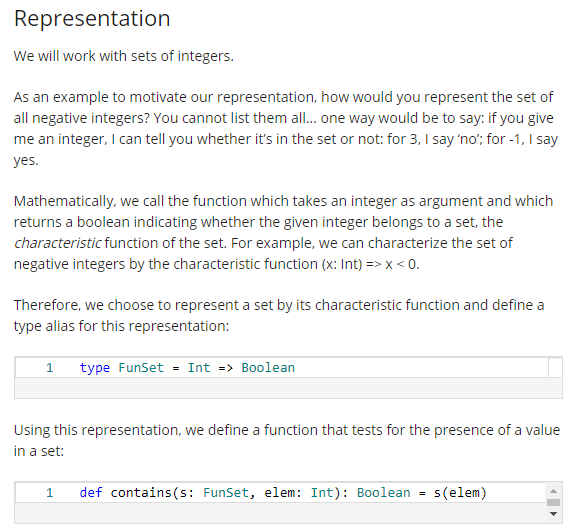 Representation
We will work with sets of integers.
As an example to motivate our representation, how would you represent the set of
all negative integers? You cannot list them all... one way would be to say: if you give
me an integer, I can tell you whether it's in the set or not: for 3, I say 'no'; for -1, I say
yes.
Mathematically, we call the function which takes an integer as argument and which
returns a boolean indicating whether the given integer belongs to a set, the
characteristic function of the set. For example, we can characterize the set of
negative integers by the characteristic function (x: Int) => x < 0.
Therefore, we choose to represent a set by its characteristic function and define a
type alias for this representation:
1 type FunSet = Int => Boolean
Using this representation, we define a function that tests for the presence of a value
in a set:
1 def contains(s: FunSet, elem: Int): Boolean = s(elem)